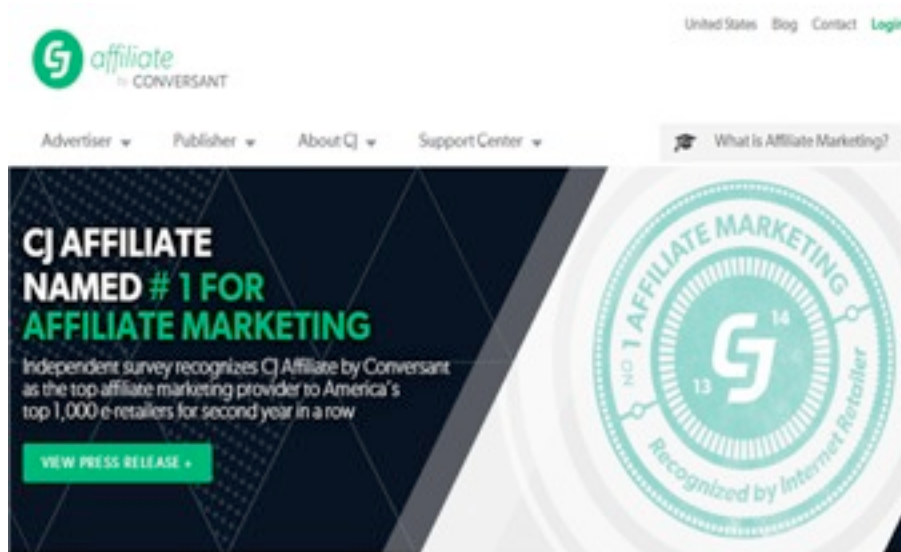 United States Blog Contact Login
CJ affiliate
by CONVERSANT
Advertiser Publisher About CJ Support Center What is Affiliate Marketing?
CJ AFFILIATE
NAMED # 1 FOR
AFFILIATE MARKETING
Independent survey recognizes CJ Affiliate by Conversant
as the top affiliate marketing provider to America's
top 1,000 e-retailers for second year in a row
VIEW PRESS RELEASE +
NO 1 AFFILIATE MARKETING
14
CJ
13
Recognized by Internet Retailer